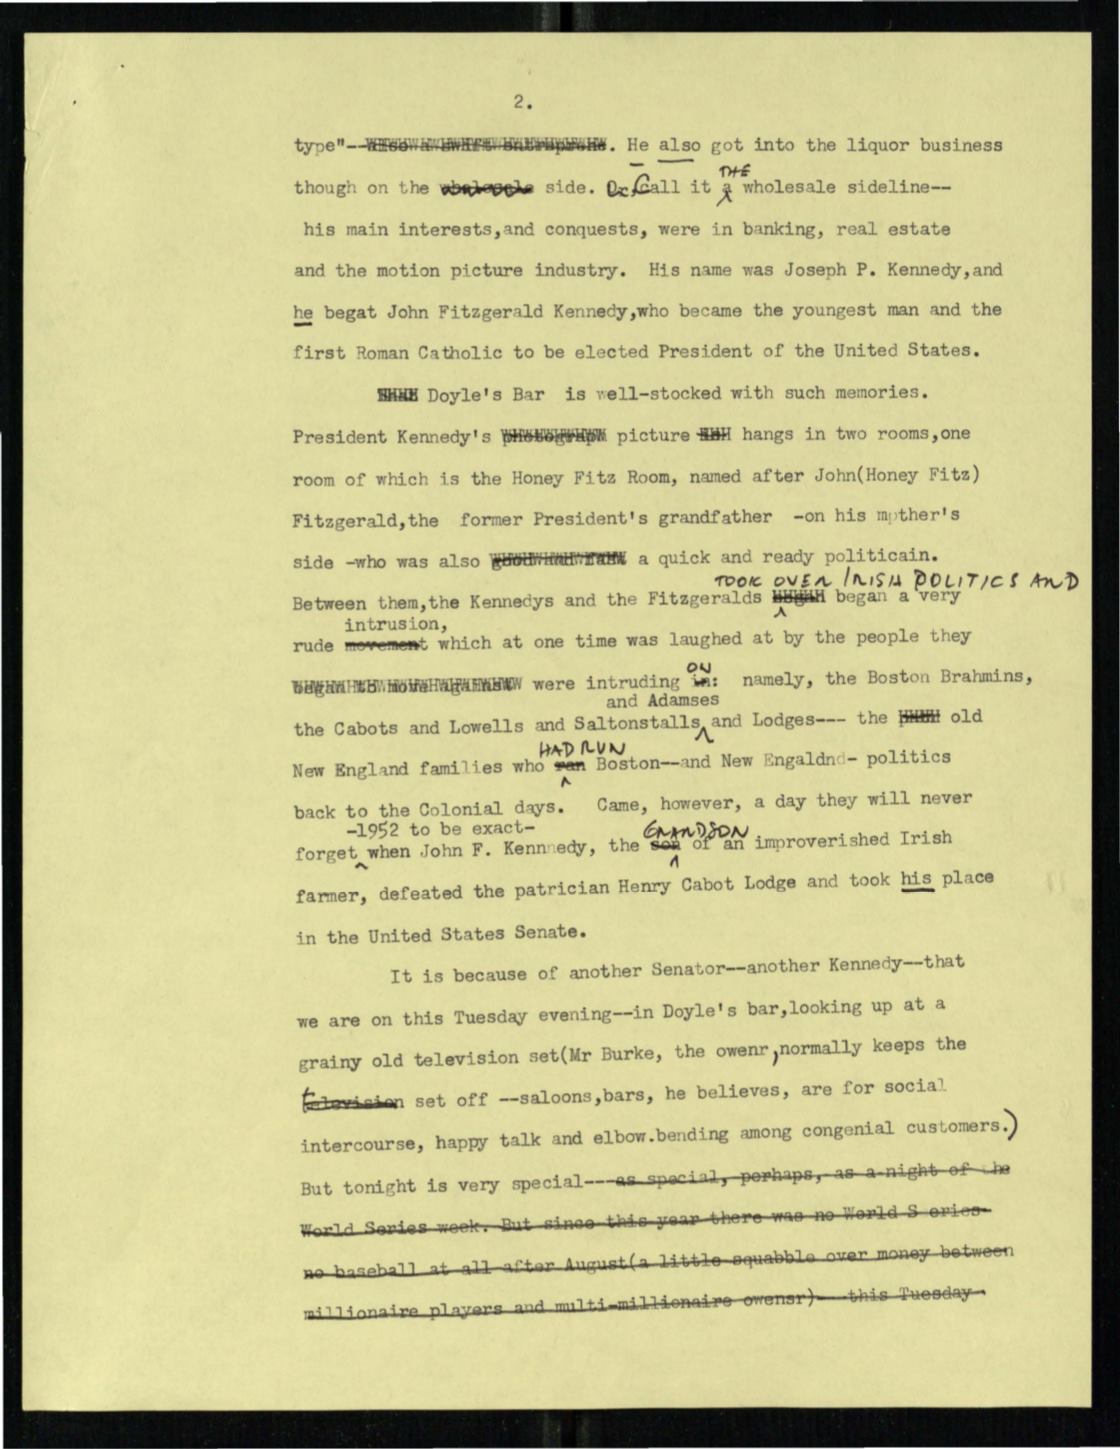 2.
type"--. He also got into the liquor business
THE
though on the wholesale side. Or Call it a wholesale sideline--
his main interests,and conquests, were in banking, real estate
and the motion picture industry. His name was Joseph P. Kennedy,and
he begat John Fitzgerald Kennedy,who became the youngest man and the
first Roman Catholic to be elected President of the United States.
Doyle's Bar is well-stocked with such memories.
President Kennedy's photograph picture hangs in two rooms,one
room of which is the Honey Fitz Room, named after John(Honey Fitz)
Fitzgerald,the former President's grandfather -on his mother's
side -who was also a quick and ready politicain.
TOOK OVER IRISH POLITICS AND
Between them,the Kennedys and the Fitzgeralds began began a very
intrusion,
rude movement which at one time was laughed at by the people they
ON
began to move against were intruding in: namely, the Boston Brahmins,
and Adamses
the Cabots and Lowells and Saltonstalls and Lodges--- the old
HAD RUN
New England families who ran Boston--and New Engaldnd- politics
back to the Colonial days. Came, however, a day they will never
-1952 to be exact- GRANDSON
forget when John F. Kennnedy, the son of an improverished Irish
farmer, defeated the patrician Henry Cabot Lodge and took his place
in the United States Senate.
It is because of another Senator--another Kennedy--that
we are on this Tuesday evening--in Doyle's bar,looking up at a
grainy old television set(Mr Burke, the owenr,normally keeps the
television set off --saloons,bars, he believes, are for social
intercourse, happy talk and elbow.bending among congenial customers.)
But tonight is very special---as special, perhaps, as a night of the
World Series week. But since this year there was no World S eries-
no baseball at all after August(a little squabble over money between
millionaire players and multi-millionaire owensr)--this Tuesday-